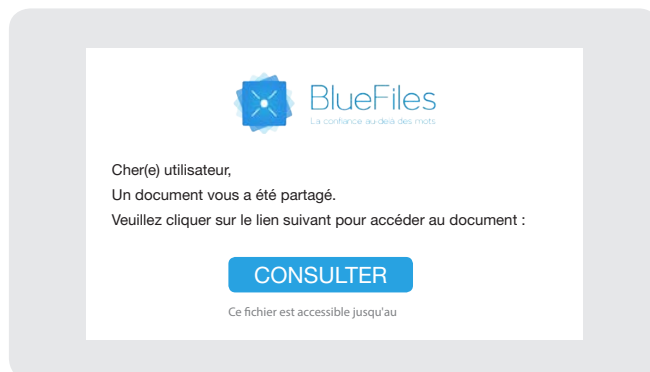 BlueFiles
La confiance au-delà des mots
Cher(e) utilisateur,
Un document vous a été partagé.
Veuillez cliquer sur le lien suivant pour accéder au document :
CONSULTER
Ce fichier est accessible jusqu'au